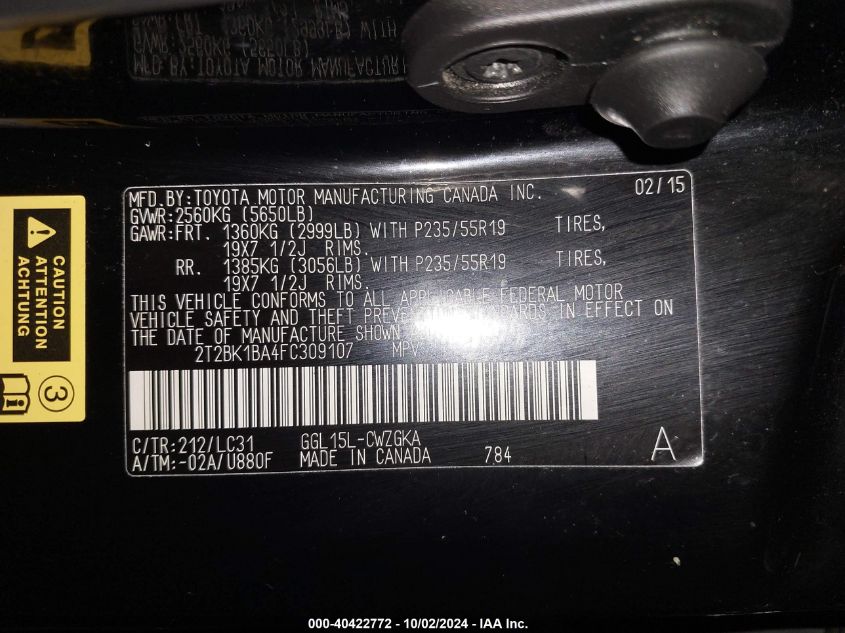 MFD.BY:TOYOTA MOTOR MANUFACTURING CANADA INC. 02/15
GVWR:2560KG (5650LB)
GAWR:FRT. 1360KG (2999LB) WITH P235/55R19 TIRES,
19X7 1/2J RIMS.
RR. 1385KG (3056LB) WITH P235/55R19 TIRES,
19X7 1/2J RIMS.
THIS VEHICLE CONFORMS TO ALL APPLICABLE FEDERAL MOTOR
VEHICLE SAFETY AND THEFT PREVENTION STANDARDS IN EFFECT ON
THE DATE OF MANUFACTURE SHOWN
2T2BK1BA4FC309107 MPV
C/TR:212/LC31 GGL15L-CWZGKA
A/TM:-02A/U880F MADE IN CANADA 784 A
CAUTION
ATTENTION
ACHTUNG
3
000-40422772 - 10/02/2024 - IAA Inc.